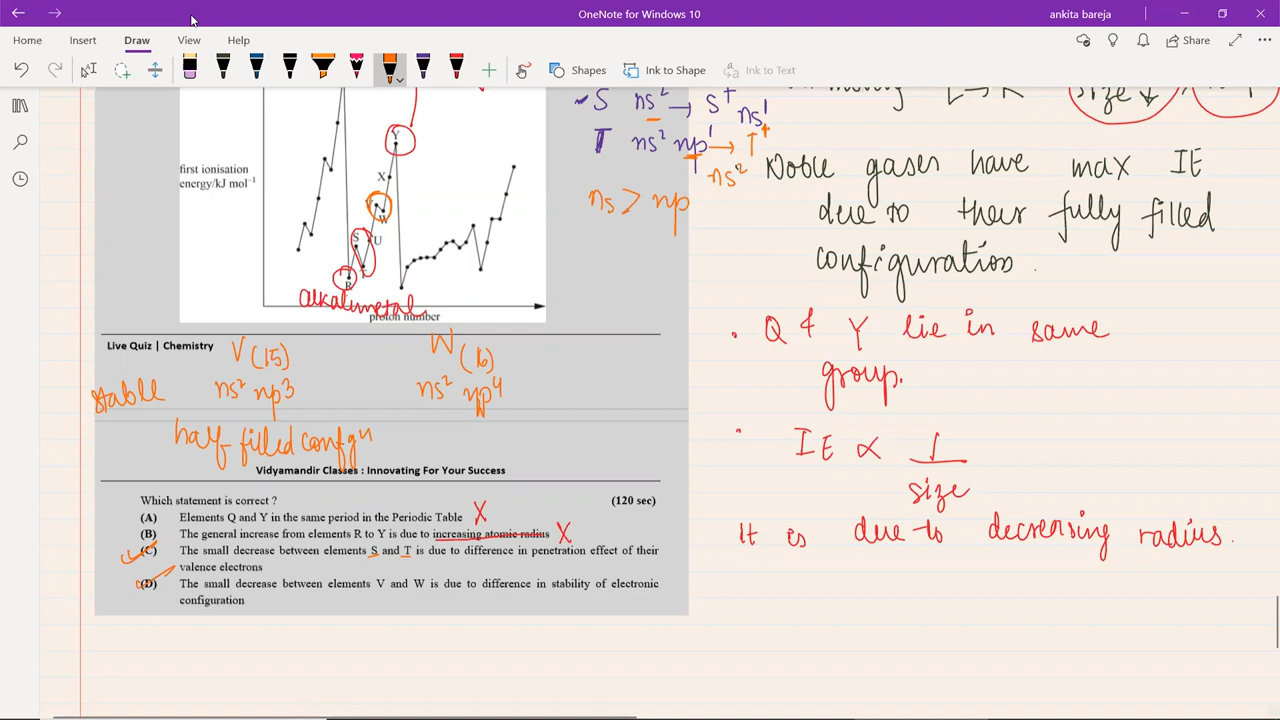 OneNote for Windows 10
ankita bareja
Home
Insert
Draw
View
Help
Shapes
Ink to Shape
Ink to Text
Share
first ionisation
energy/kJ mol⁻¹
Y
X
W
S
U
R
alkali metal
proton number
S ns² → S⁺
ns¹
T ns² np¹ → T⁺
ns²
ns > np
L → R size ↓
Noble gases have max IE
due to their fully filled
configuration.
· Q & Y lie in same
group.
· IE ∝ 1
size
It is due to decreasing radius.
Live Quiz | Chemistry
V (15) W (16)
stable ns² np³ ns² np⁴
half filled configu
Vidyamandir Classes : Innovating For Your Success
Which statement is correct ? (120 sec)
(A) Elements Q and Y in the same period in the Periodic Table X
(B) The general increase from elements R to Y is due to increasing atomic radius X
(C) The small decrease between elements S and T is due to difference in penetration effect of their
valence electrons
(D) The small decrease between elements V and W is due to difference in stability of electronic
configuration